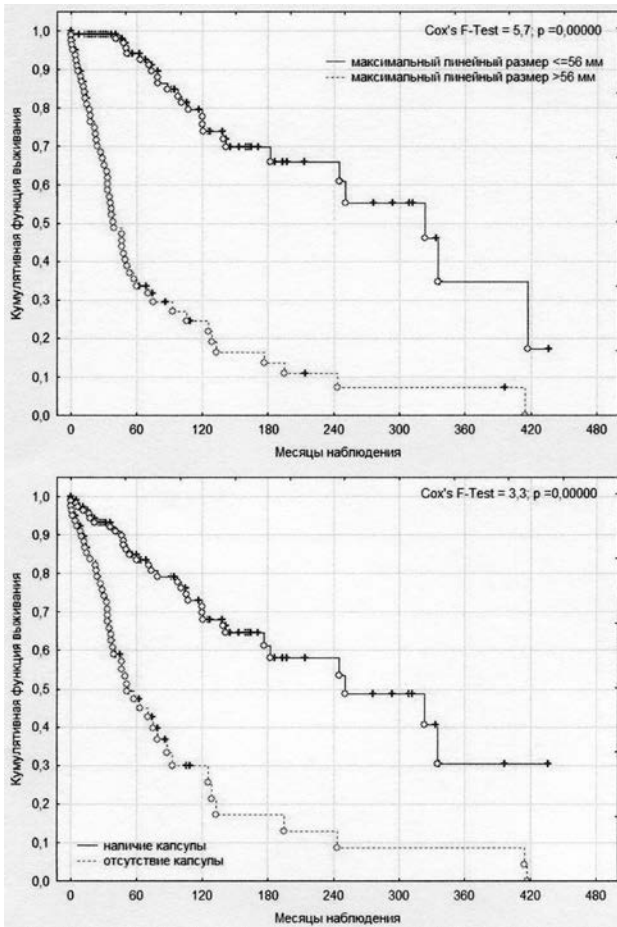 Cox's F-Test = 5,7; p =0,00000
максимальный линейный размер <=56 мм
максимальный линейный размер >56 мм
Кумулятивная функция выживания
1,0
0,9
0,8
0,7
0,6
0,5
0,4
0,3
0,2
0,1
0,0
0 60 120 180 240 300 360 420 480
Месяцы наблюдения
Cox's F-Test = 3,3; p =0,00000
Кумулятивная функция выживания
1,0
0,9
0,8
0,7
0,6
0,5
0,4
0,3
0,2
0,1
0,0
наличие капсулы
отсутствие капсулы
0 60 120 180 240 300 360 420 480
Месяцы наблюдения